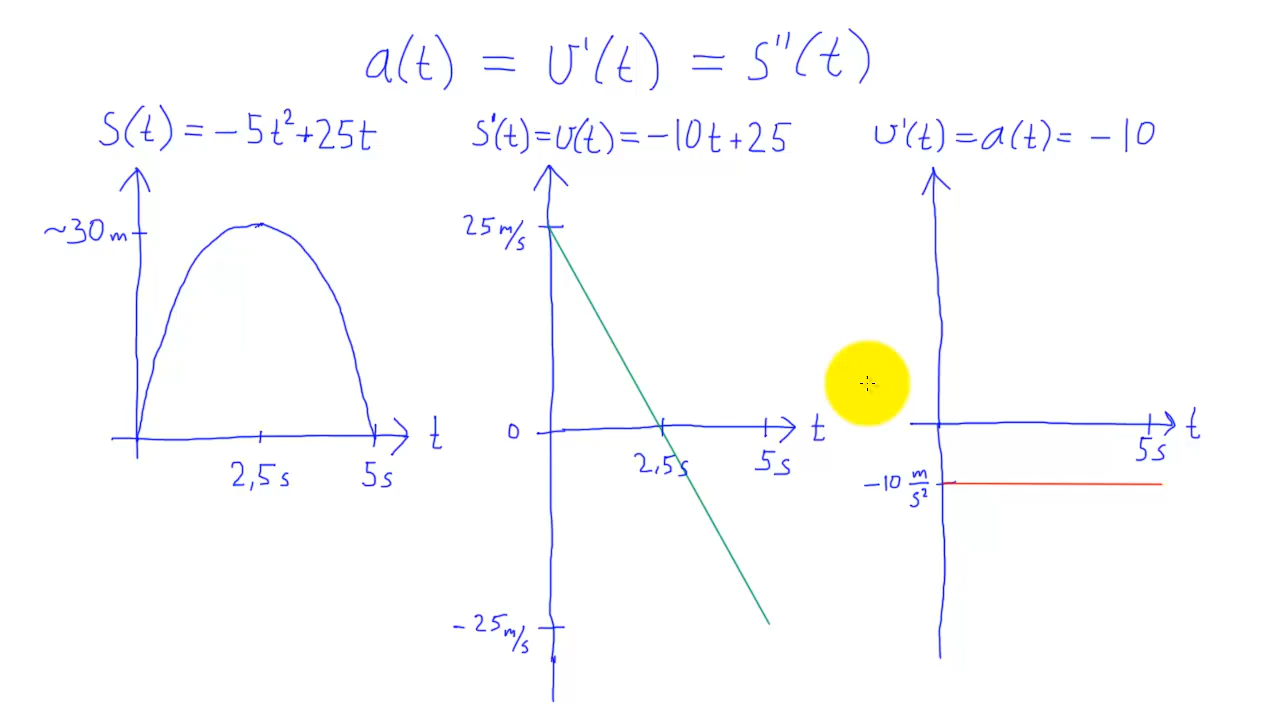 a(t) = v'(t) = s''(t)
S(t) = -5t²+25t
S'(t)=v(t)=-10t+25
v'(t)=a(t)= -10
~30m
2,5s
5s
t
25 m/s
0
2,5s
5s
t
-25 m/s
5s
t
-10 m/s²